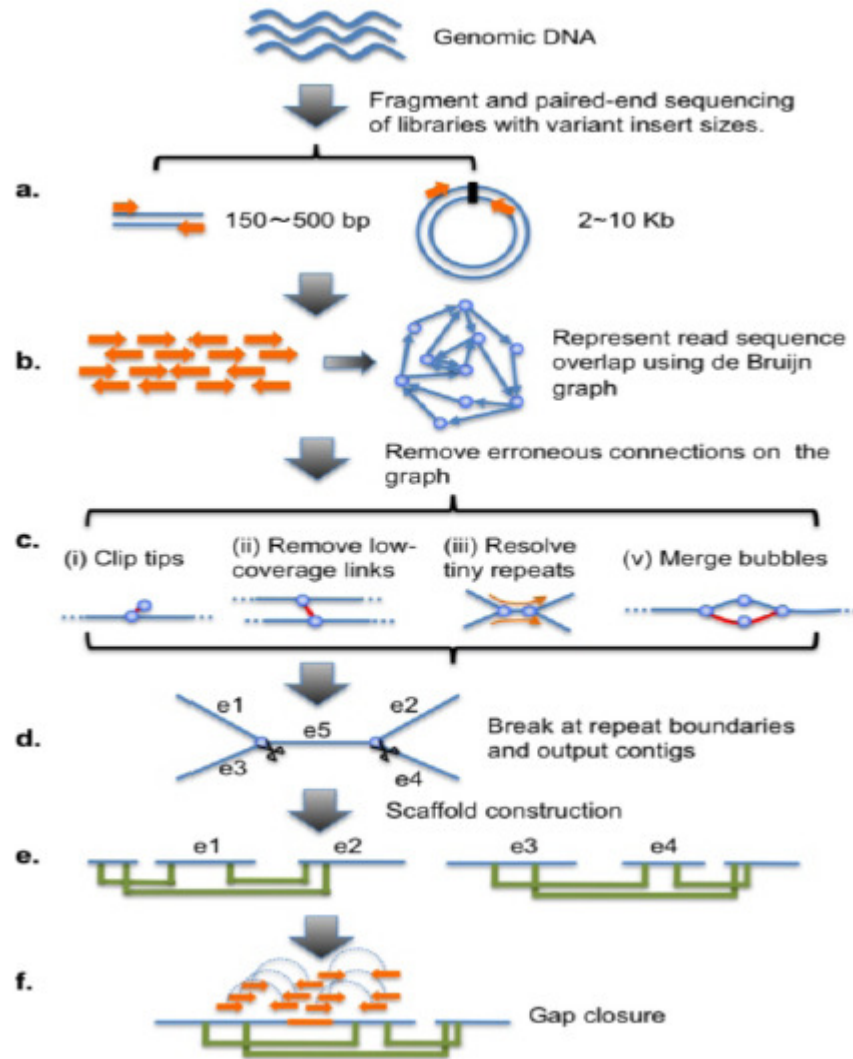 Genomic DNA
Fragment and paired-end sequencing
of libraries with variant insert sizes.
a.
150~500 bp
2~10 Kb
b.
Represent read sequence
overlap using de Bruijn
graph
Remove erroneous connections on the
graph
c.
(i) Clip tips
(ii) Remove low-
coverage links
(iii) Resolve
tiny repeats
(v) Merge bubbles
d.
e1
e2
e5
e3
e4
Break at repeat boundaries
and output contigs
Scaffold construction
e.
e1
e2
e3
e4
f.
Gap closure